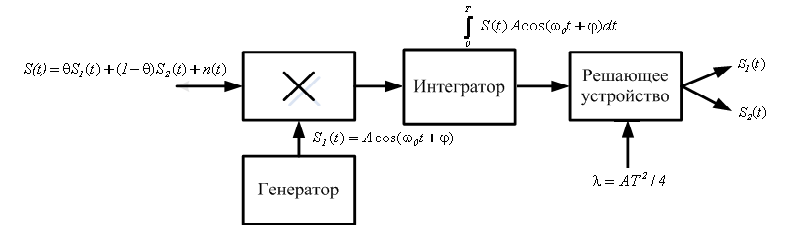 T
∫ S(t) A cos(ω₀t + φ)dt
0
S(t) = θS₁(t) + (1 − θ)S₂(t) + n(t)
×
Интегратор
Решающее
устройство
S₁(t)
S₂(t)
S₁(t) = A cos(ω₀t + φ)
Генератор
λ = AT² / 4